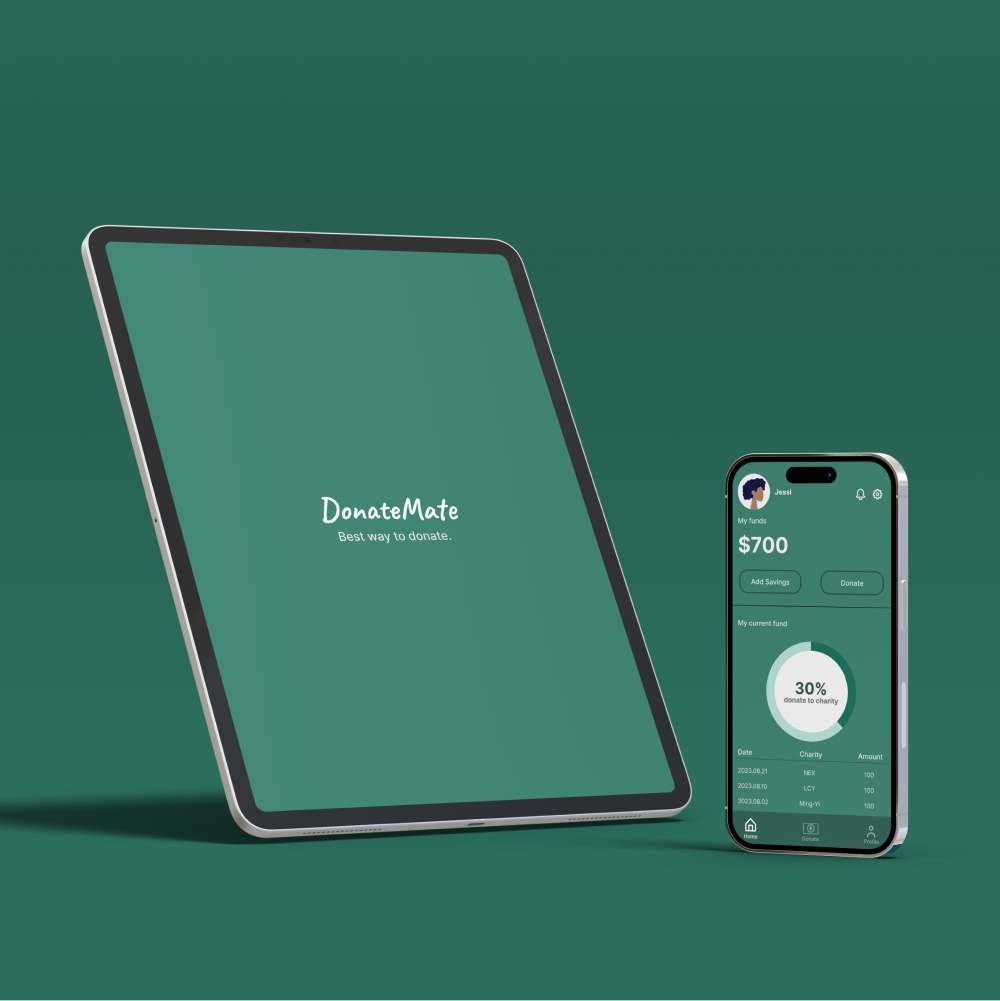 DonateMate
Best way to donate.
Jessi
My funds
$700
Add Savings
Donate
My current fund
30%
donate to charity
Date Charity Amount
2023.08.21 NEX 100
2023.08.10 LCY 100
2023.08.02 Ming-Yi 100
Home Donate Profile